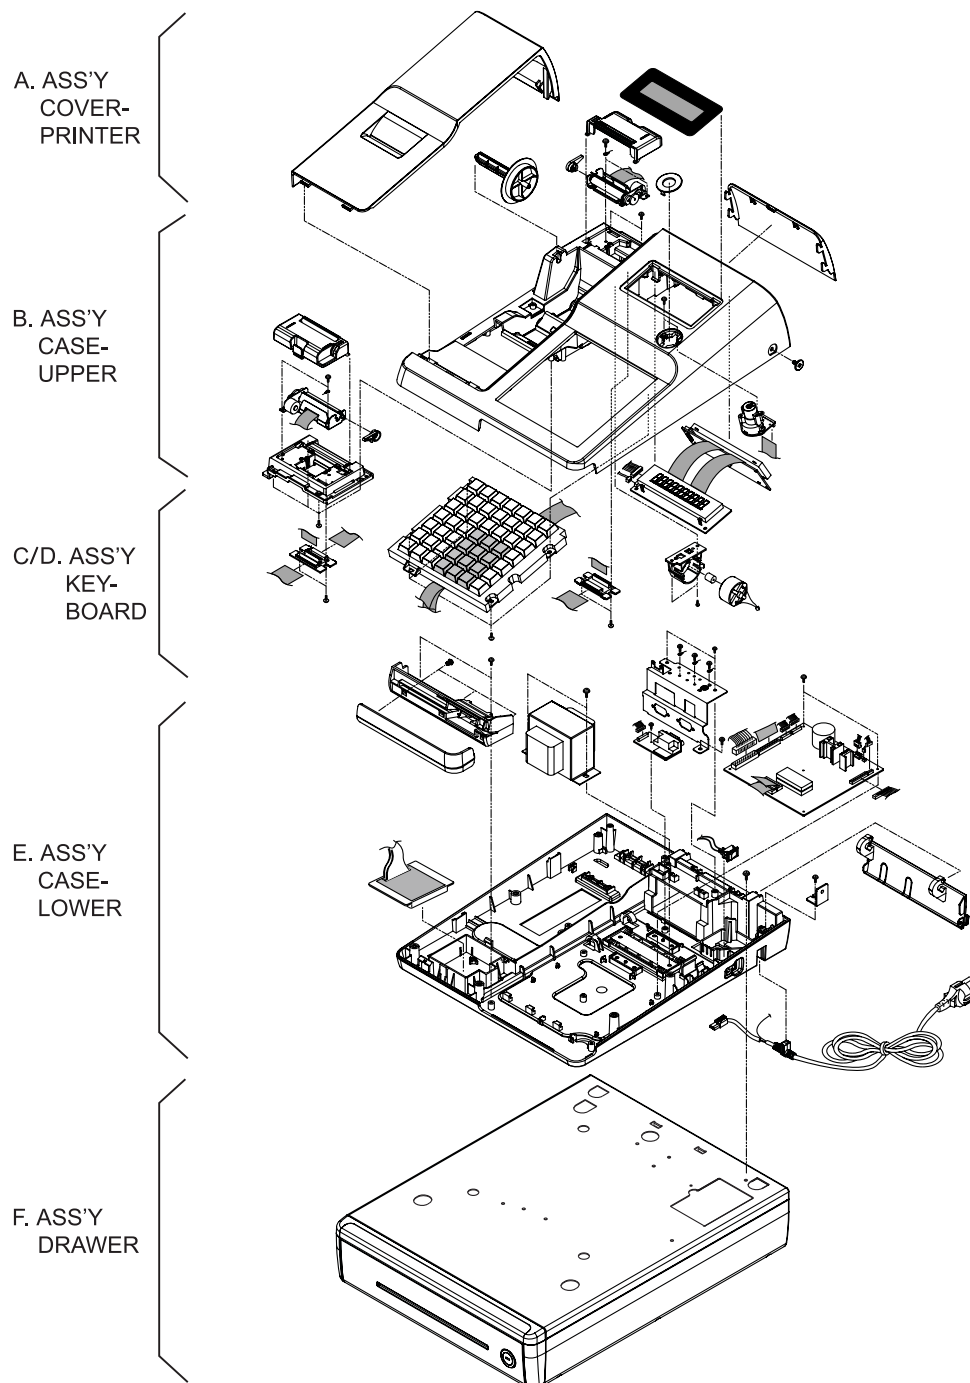 A. ASS'Y
COVER-
PRINTER
B. ASS'Y
CASE-
UPPER
C/D. ASS'Y
KEY-
BOARD
E. ASS'Y
CASE-
LOWER
F. ASS'Y
DRAWER